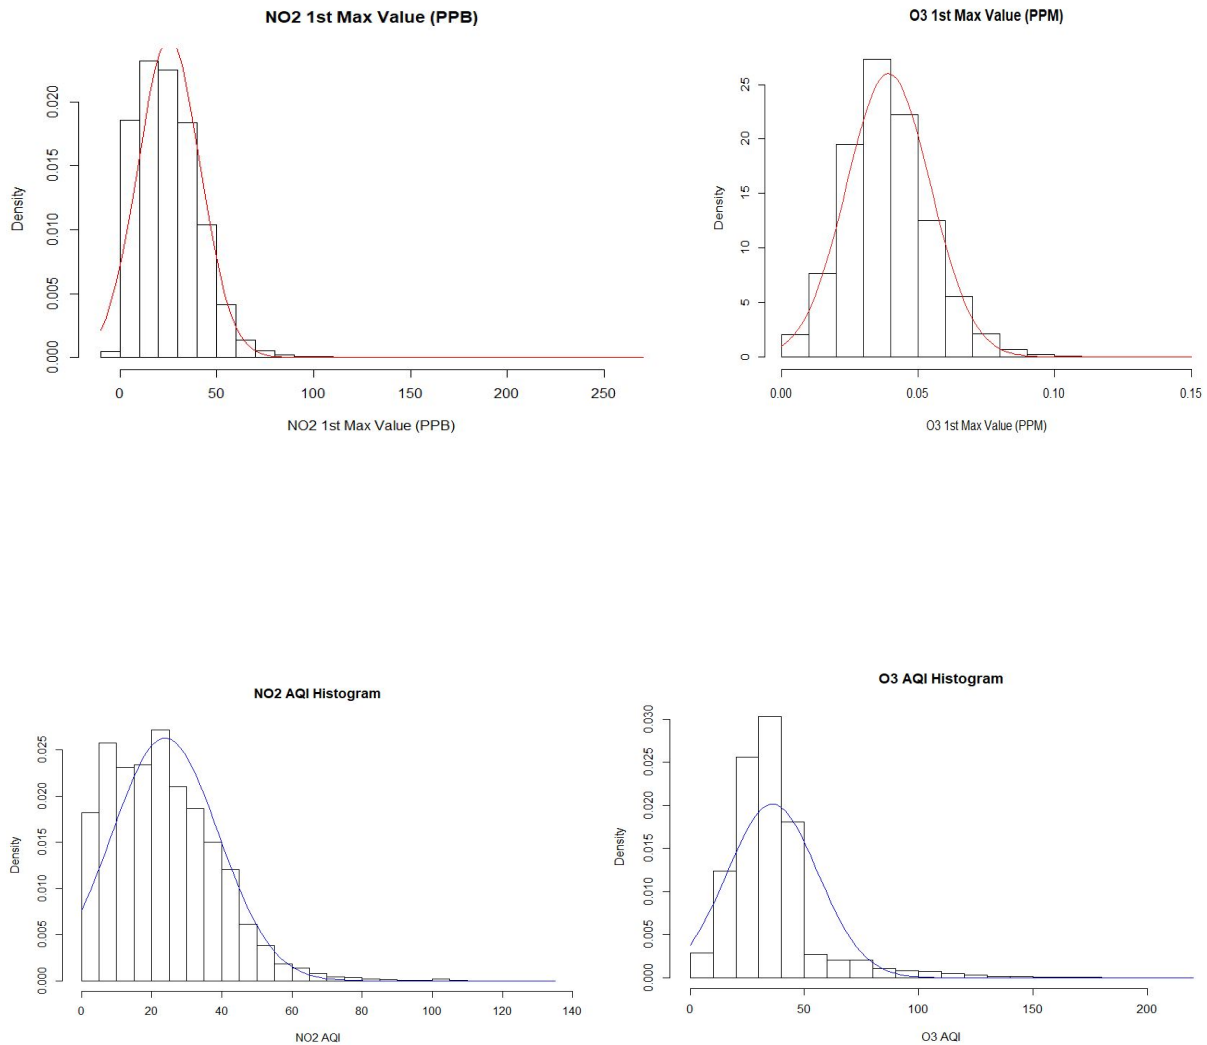 NO2 1st Max Value (PPB)
Density
0.000 0.005 0.010 0.015 0.020
0 50 100 150 200 250
NO2 1st Max Value (PPB)
O3 1st Max Value (PPM)
Density
0 5 10 15 20 25
0.00 0.05 0.10 0.15
O3 1st Max Value (PPM)
NO2 AQI Histogram
Density
0.000 0.005 0.010 0.015 0.020 0.025
0 20 40 60 80 100 120 140
NO2 AQI
O3 AQI Histogram
Density
0.000 0.005 0.010 0.015 0.020 0.025 0.030
0 50 100 150 200
O3 AQI